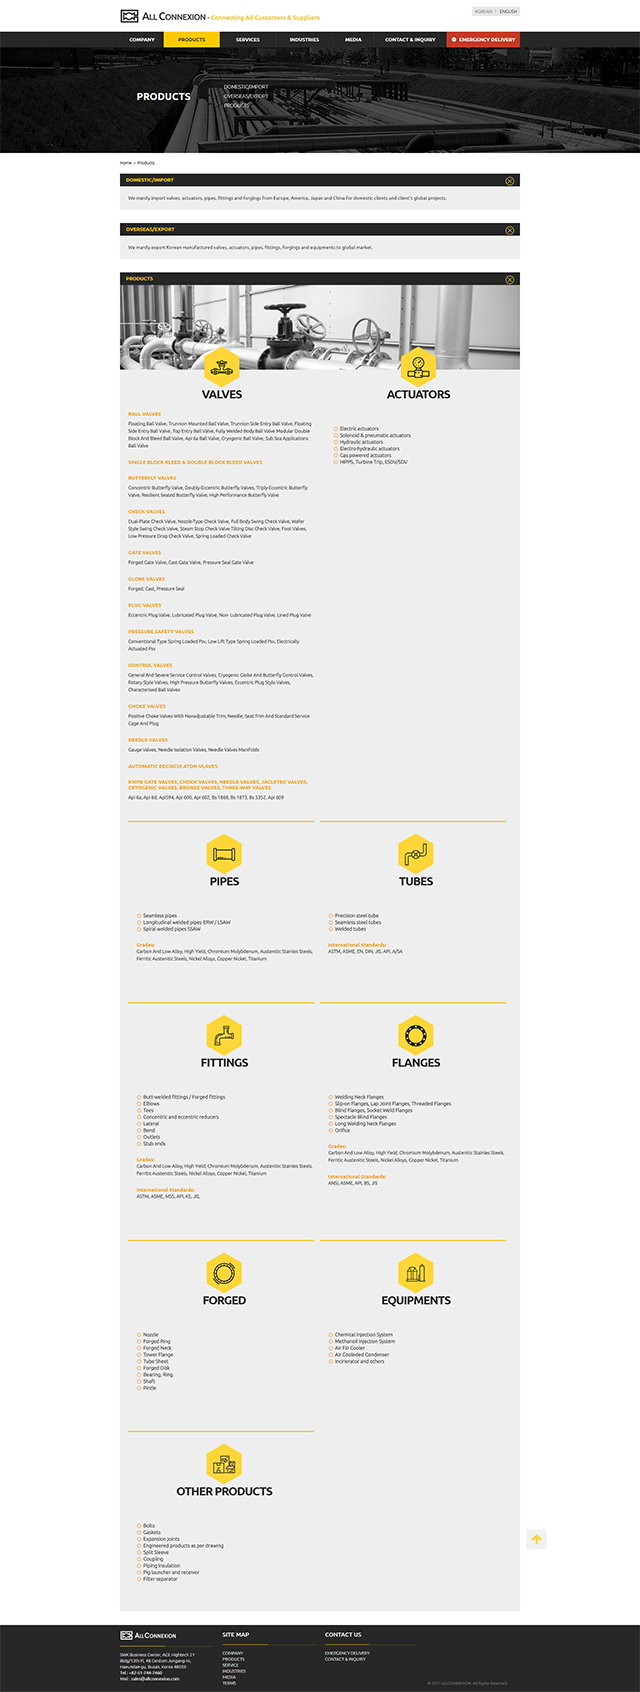 ALL CONNEXION - Connecting All Customers & Suppliers
KOREAN | ENGLISH
COMPANY PRODUCTS SERVICES INDUSTRIES MEDIA CONTACT & INQUIRY EMERGENCY DELIVERY
PRODUCTS
DOMESTIC/IMPORT
OVERSEAS/EXPORT
PRODUCTS
Home > Products
DOMESTIC/IMPORT
We manily import valves, actuators, pipes, fittings and forgings from Europe, America, Japan and China for domestic clients and client's global projects.
OVERSEAS/EXPORT
We manily export Korean manufactured valves, actuators, pipes, fittings, forgings and equipments to global market.
PRODUCTS
VALVES
BALL VALVES
Floating Ball Valve, Trunnion Mounted Ball Valve, Trunnion Side Entry Ball Valve, Floating
Side Entry Ball Valve, Top Entry Ball Valve, Fully Welded Body Ball Valve Modular Double
Block And Bleed Ball Valve, Api 6a Ball Valve, Cryogenic Ball Valve, Sub Sea Applications
Ball Valve
SINGLE BLOCK BLEED & DOUBLE BLOCK BLEED VALVES
BUTTERFLY VALVES
Concentric Butterfly Valve, Doubly-Eccentric Butterfly Valves, Triply-Eccentric Butterfly
Valve, Resilient Seated Butterfly Valve, High Performance Butterfly Valve
CHECK VALVES
Dual-Plate Check Valve, Nozzle-Type Check Valve, Full Body Swing Check Valve, Wafer
Style Swing Check Valve, Steam Stop Check Valve Tilting Disc Check Valve, Foot Valves,
Low Pressure Drop Check Valve, Spring Loaded Check Valve
GATE VALVES
Forged Gate Valve, Cast Gate Valve, Pressure Seal Gate Valve
GLOBE VALVES
Forged, Cast, Pressure Seal
PLUG VALVES
Eccentric Plug Valve, Lubricated Plug Valve, Non- Lubricated Plug Valve, Lined Plug Valve
PRESSURE SAFETY VALVES
Conventional Type Spring Loaded Psv, Low Lift Type Spring Loaded Psv, Electrically
Actuated Psv
CONTROL VALVES
General And Severe Service Control Valves, Cryogenic Globe And Butterfly Control Valves,
Rotary Style Valves, High Pressure Butterfly Valves, Eccentric Plug Style Valves,
Characterised Ball Valves
CHOKE VALVES
Positive Choke Valves With Nonadjustable Trim, Needle, Seat Trim And Standard Service
Cage And Plug
NEEDLE VALVES
Gauge Valves, Needle Isolation Valves, Needle Valves Manifolds
AUTOMATIC RECIRCULATON VLAVES
KNIFE GATE VALVES, CHOCK VALVES, NEEDLE VALVES, JACLETED VALVES,
CRYOGENIC VALVES, BRONZE VALVES, THREE-WAY VALVES
Api 6a, Api 6d, Api594, Api 600, Api 602, Bs 1868, Bs 1873, Bs 5352, Api 609
ACTUATORS
Electric actuators
Solenoid & pneumatic actuators
Hydraulic actuators
Electro-hydraulic actuators
Gas powered actuators
HIPPS, Turbine Trip, ESDV/SDV
PIPES
Seamless pipes
Longitudinal welded pipes ERW / LSAW
Spiral welded pipes SSAW
Grades:
Carbon And Low Alloy, High Yield, Chromium Molybdenum, Austenitic Stainles Steels,
Ferritic Austenitic Steels, Nickel Alloys, Copper Nickel, Titanium
TUBES
Precision steel tube
Seamless steel tubes
Welded tubes
International Standards:
ASTM, ASME, EN, DIN, JIS, API, A/SA
FITTINGS
Butt-welded fittings / Forged fittings
Elbows
Tees
Concentric and eccentric reducers
Lateral
Bend
Outlets
Stub ends
Grades:
Carbon And Low Alloy, High Yield, Chromium Molybdenum, Austenitic Stainles Steels,
Ferritic Austenitic Steels, Nickel Alloys, Copper Nickel, Titanium
International Standards:
ASTM, ASME, MSS, API, KS, JIS,
FLANGES
Welding Neck Flanges
Slip-on Flanges, Lap Joint Flanges, Threaded Flanges
Blind Flanges, Socket Weld Flanges
Spectacle Blind Flanges
Long Welding Neck Flanges
Orifice
Grades:
Carbon And Low Alloy, High Yield, Chromium Molybdenum, Austenitic Stainles Steels,
Ferritic Austenitic Steels, Nickel Alloys, Copper Nickel, Titanium
International Standards:
ANSI, ASME, API, BS, JIS
FORGED
Nozzle
Forged Ring
Forged Neck
Tower Flange
Tube Sheet
Forged Disk
Bearing, Ring
Shaft
Pintle
EQUIPMENTS
Chemical Injection System
Methanoil Injection System
Air Fin Cooler
Air Cooleded Condenser
Incinerator and others
OTHER PRODUCTS
Bolts
Gaskets
Expansion joints
Engineered products as per drawing
Split Sleeve
Coupling
Piping Insulation
Pig launcher and receiver
Filter separator
ALL CONNEXION
SMK Business Center, ACE Hightech 21
Bldg/13th Fl, 48 Centum Jungang-ro,
Haeundae-gu, Busan, Korea 48059
Tel : +82-51-744-7460
Mail : sales@allconnexion.com
SITE MAP
COMPANY
PRODUCTS
SERVICE
INDUSTRIES
MEDIA
TERMS
CONTACT US
EMERGENCY DELIVERY
CONTACT & INQUIRY
© 2017 ALLCONNEXION. All Rights Reserved.